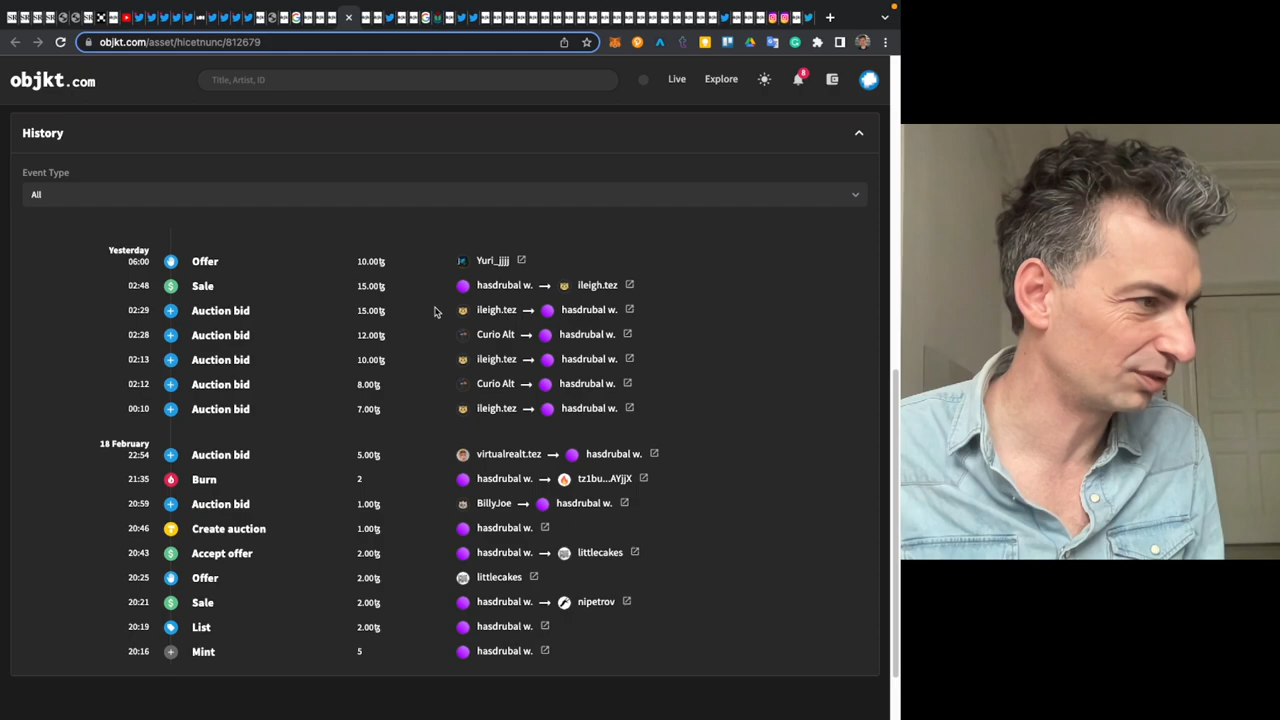 objkt.com/asset/hicetnunc/812679
objkt.com
Title, Artist, ID
Live
Explore
8
History
Event Type
All
Yesterday
06:00 Offer 10.00ꜩ Yuri_jjjj
02:48 Sale 15.00ꜩ hasdrubal w. → ileigh.tez
02:29 Auction bid 15.00ꜩ ileigh.tez → hasdrubal w.
02:28 Auction bid 12.00ꜩ Curio Alt → hasdrubal w.
02:13 Auction bid 10.00ꜩ ileigh.tez → hasdrubal w.
02:12 Auction bid 8.00ꜩ Curio Alt → hasdrubal w.
00:10 Auction bid 7.00ꜩ ileigh.tez → hasdrubal w.
18 February
22:54 Auction bid 5.00ꜩ virtualrealt.tez → hasdrubal w.
21:35 Burn 2 hasdrubal w. → tz1bu...AYjjX
20:59 Auction bid 1.00ꜩ BillyJoe → hasdrubal w.
20:46 Create auction 1.00ꜩ hasdrubal w.
20:43 Accept offer 2.00ꜩ hasdrubal w. → littlecakes
20:25 Offer 2.00ꜩ littlecakes
20:21 Sale 2.00ꜩ hasdrubal w. → nipetrov
20:19 List 2.00ꜩ hasdrubal w.
20:16 Mint 5 hasdrubal w.